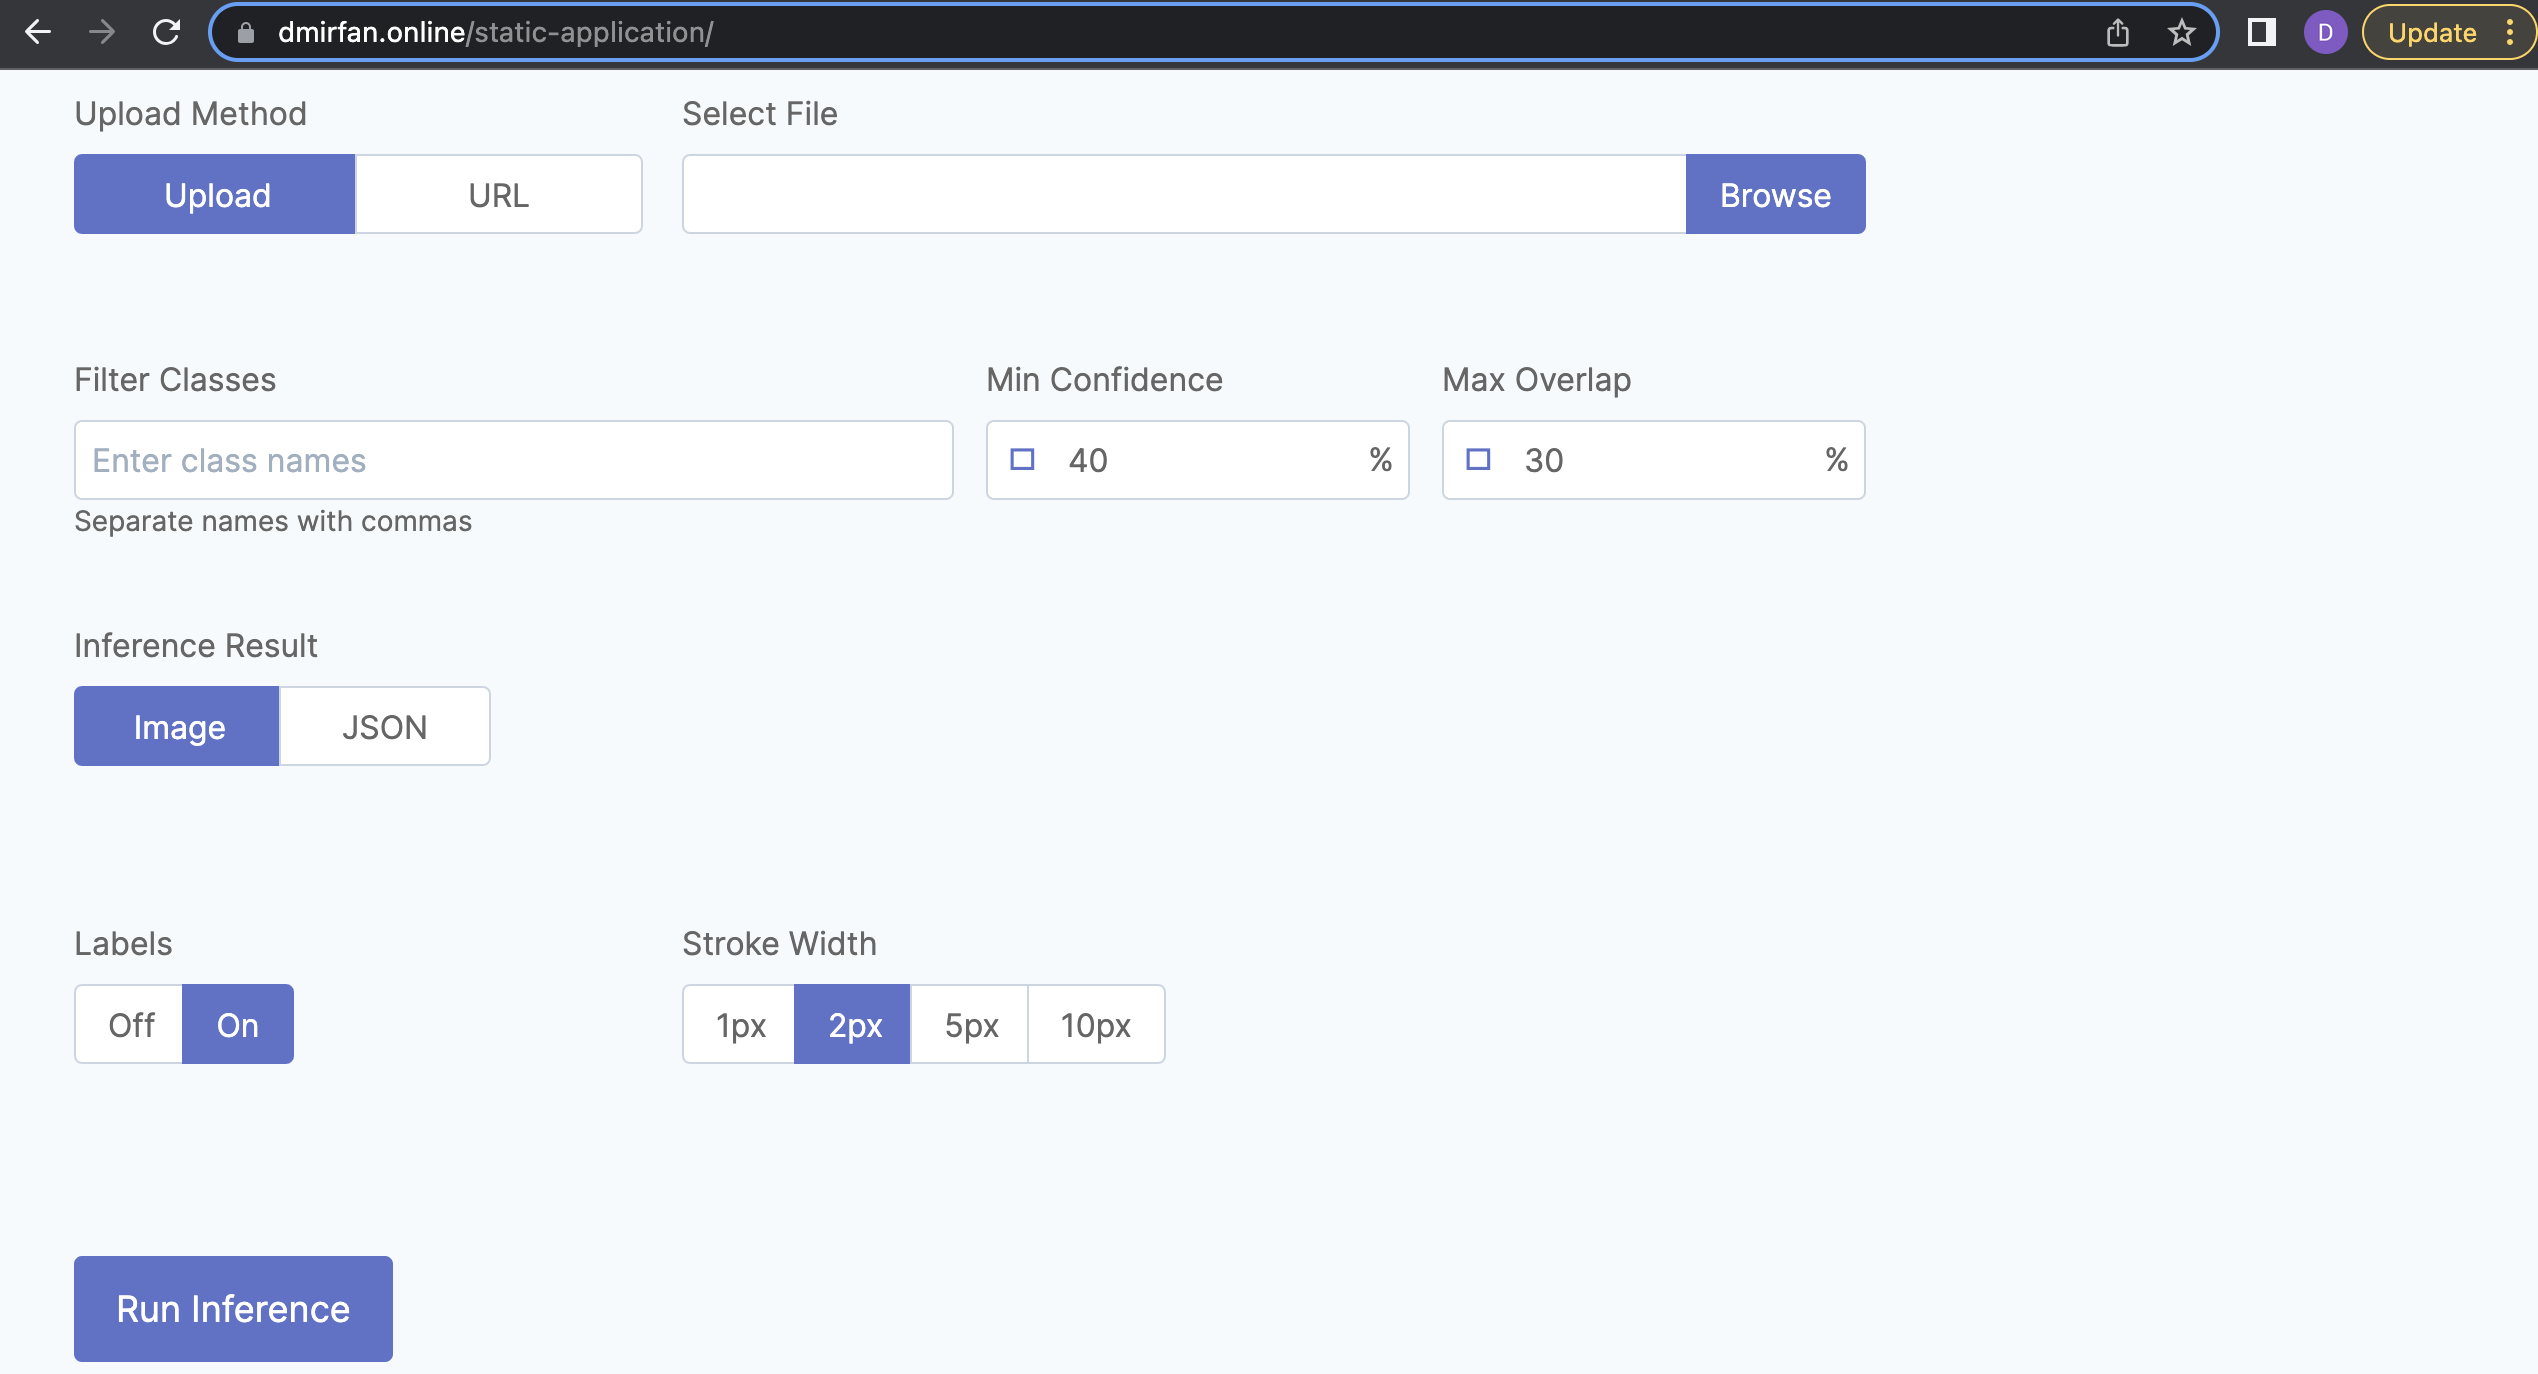 dmirfan.online/static-application/
D
Update
Upload Method
Select File
Upload
URL
Browse
Filter Classes
Min Confidence
Max Overlap
Enter class names
40
%
30
%
Separate names with commas
Inference Result
Image
JSON
Labels
Stroke Width
Off
On
1px
2px
5px
10px
Run Inference